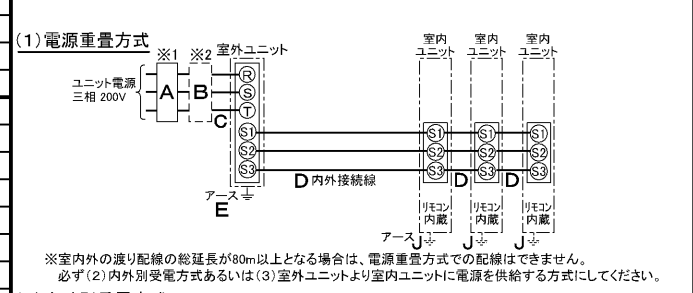 (1)電源重畳方式
※1 ※2 室外ユニット
室内ユニット 室内ユニット 室内ユニット
ユニット電源
三相 200V
A B
R
S
T
C
S1 S1 S1 S1
S2 S2 S2 S2
S3 S3 S3 S3
D 内外接続線 D D
アース
E
リモコン内蔵 リモコン内蔵 リモコン内蔵
アース J J J
※室内外の渡り配線の総延長が80m以上となる場合は、電源重畳方式での配線はできません。
必ず(2)内外別受電方式あるいは(3)室外ユニットより室内ユニットに電源を供給する方式にしてください。